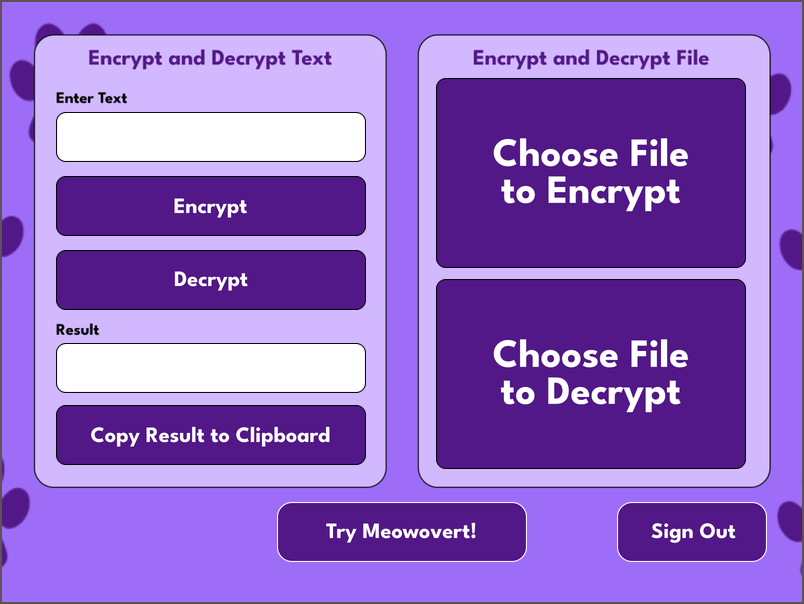 Encrypt and Decrypt Text
Enter Text
Encrypt
Decrypt
Result
Copy Result to Clipboard
Encrypt and Decrypt File
Choose File
to Encrypt
Choose File
to Decrypt
Try Meowovert!
Sign Out